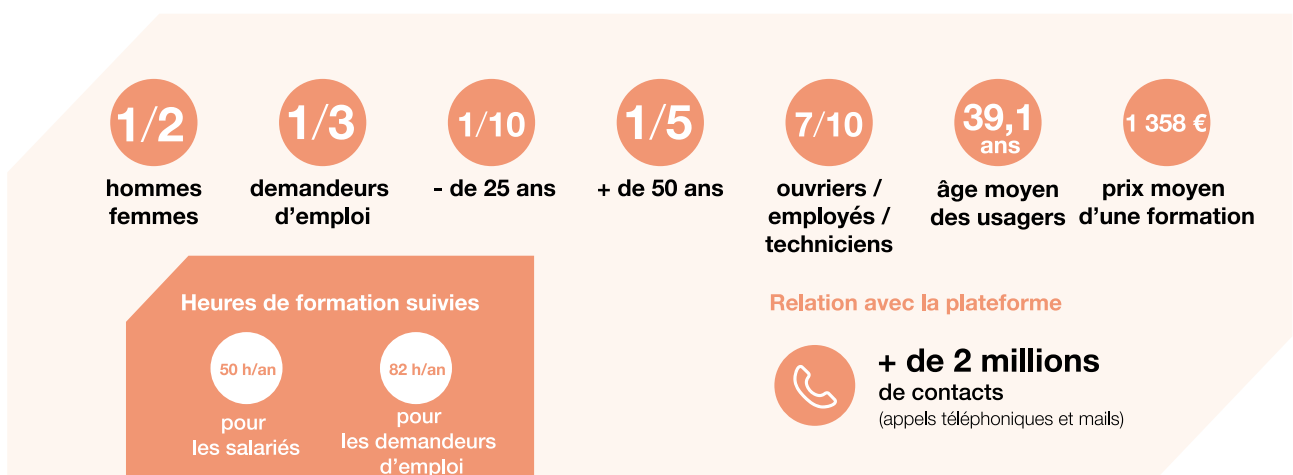 1/2
hommes
femmes
1/3
demandeurs
d'emploi
1/10
- de 25 ans
1/5
+ de 50 ans
7/10
ouvriers /
employés /
techniciens
39,1
ans
âge moyen
des usagers
1 358 €
prix moyen
d'une formation
Heures de formation suivies
50 h/an
pour
les salariés
82 h/an
pour
les demandeurs
d'emploi
Relation avec la plateforme
+ de 2 millions
de contacts
(appels téléphoniques et mails)